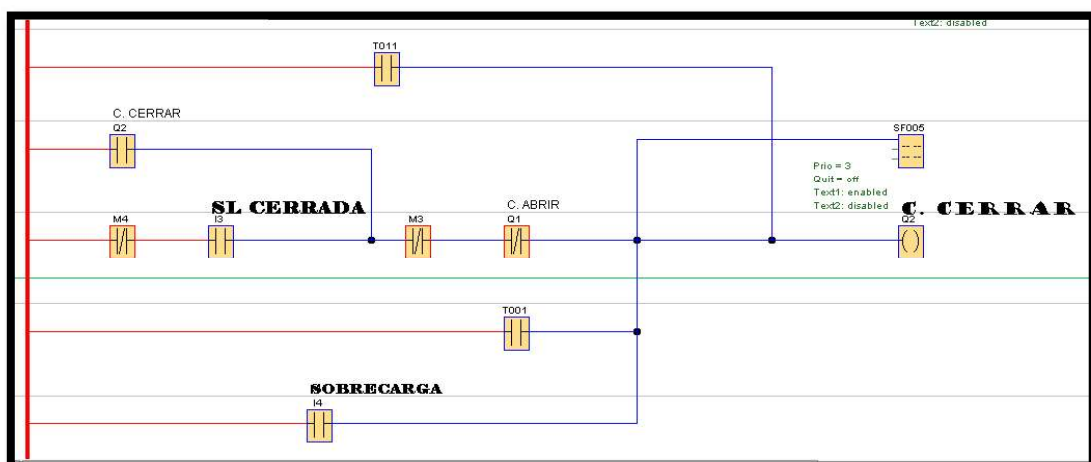 Text2: disabled
T011
C. CERRAR
Q2
SF005
Prio = 3
Quit = off
Text1: enabled
Text2: disabled
SL CERRADA
C. ABRIR
C. CERRAR
M4
I3
M3
Q1
Q2
T001
SOBRECARGA
I4